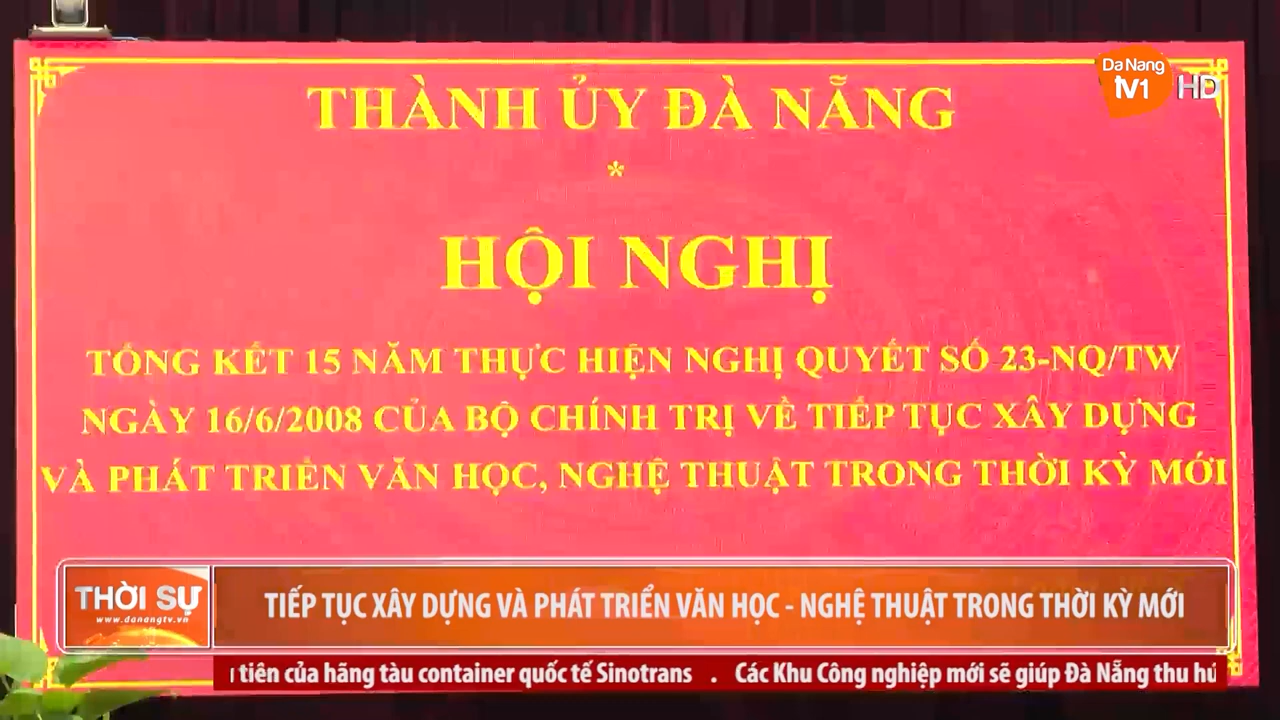 Da Nang
TV1 HD
THÀNH ỦY ĐÀ NẴNG
*
HỘI NGHỊ
TỔNG KẾT 15 NĂM THỰC HIỆN NGHỊ QUYẾT SỐ 23-NQ/TW
NGÀY 16/6/2008 CỦA BỘ CHÍNH TRỊ VỀ TIẾP TỤC XÂY DỰNG
VÀ PHÁT TRIỂN VĂN HỌC, NGHỆ THUẬT TRONG THỜI KỲ MỚI
THỜI SỰ
www.danangtv.vn
TIẾP TỤC XÂY DỰNG VÀ PHÁT TRIỂN VĂN HỌC - NGHỆ THUẬT TRONG THỜI KỲ MỚI
tiên của hãng tàu container quốc tế Sinotrans . Các Khu Công nghiệp mới sẽ giúp Đà Nẵng thu